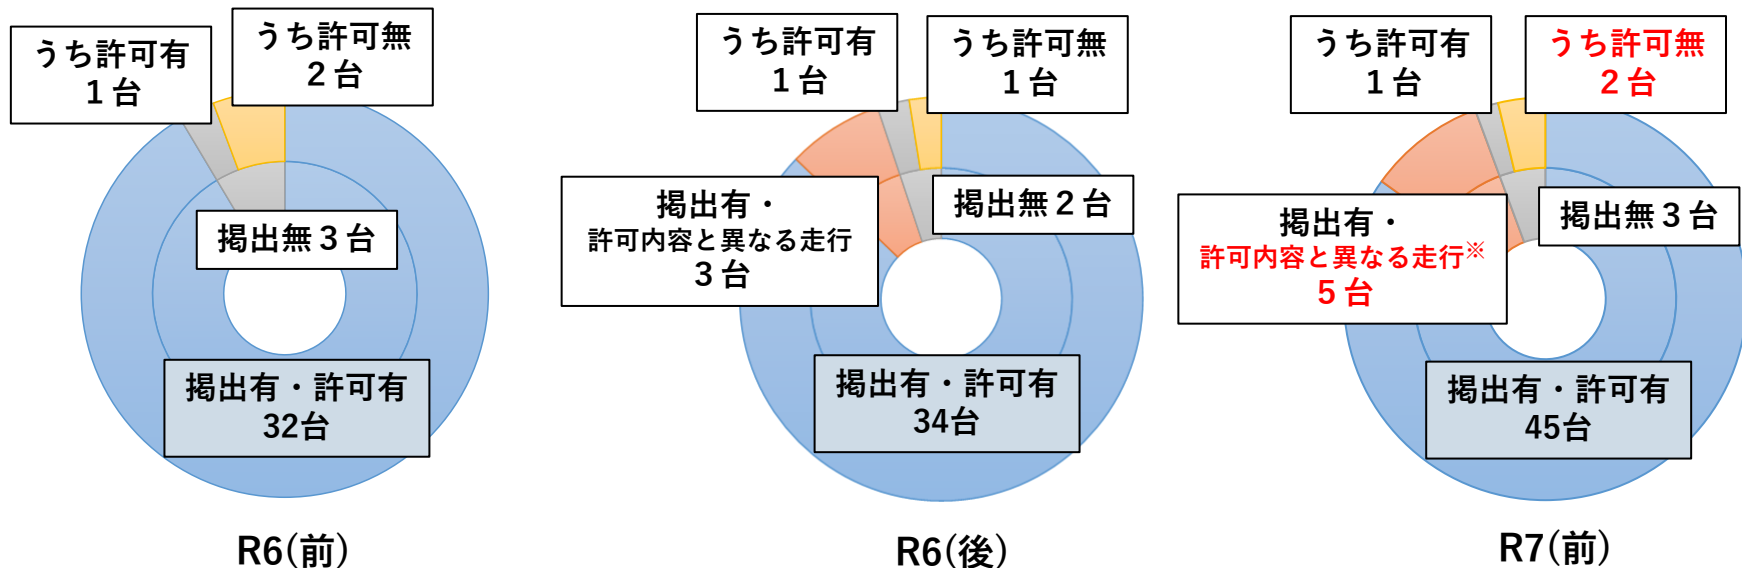 うち許可有
１台
うち許可無
２台
掲出無３台
掲出有・許可有
32台
R6(前)
うち許可有
１台
うち許可無
１台
掲出有・
許可内容と異なる走行
３台
掲出無２台
掲出有・許可有
34台
R6(後)
うち許可有
１台
うち許可無
２台
掲出有・
許可内容と異なる走行※
５台
掲出無３台
掲出有・許可有
45台
R7(前)